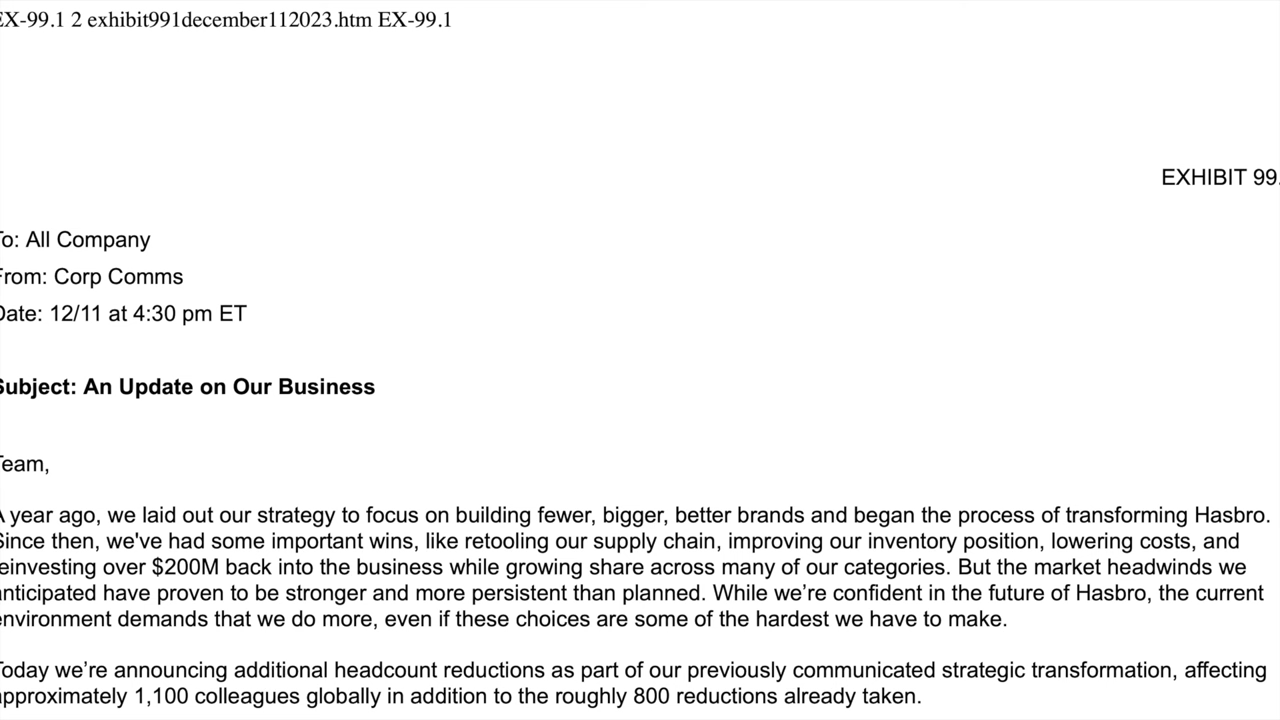 EX-99.1 2 exhibit991december112023.htm EX-99.1
EXHIBIT 99.
To: All Company
From: Corp Comms
Date: 12/11 at 4:30 pm ET
Subject: An Update on Our Business
Team,
A year ago, we laid out our strategy to focus on building fewer, bigger, better brands and began the process of transforming Hasbro.
Since then, we've had some important wins, like retooling our supply chain, improving our inventory position, lowering costs, and
reinvesting over $200M back into the business while growing share across many of our categories. But the market headwinds we
anticipated have proven to be stronger and more persistent than planned. While we’re confident in the future of Hasbro, the current
environment demands that we do more, even if these choices are some of the hardest we have to make.
Today we’re announcing additional headcount reductions as part of our previously communicated strategic transformation, affecting
approximately 1,100 colleagues globally in addition to the roughly 800 reductions already taken.